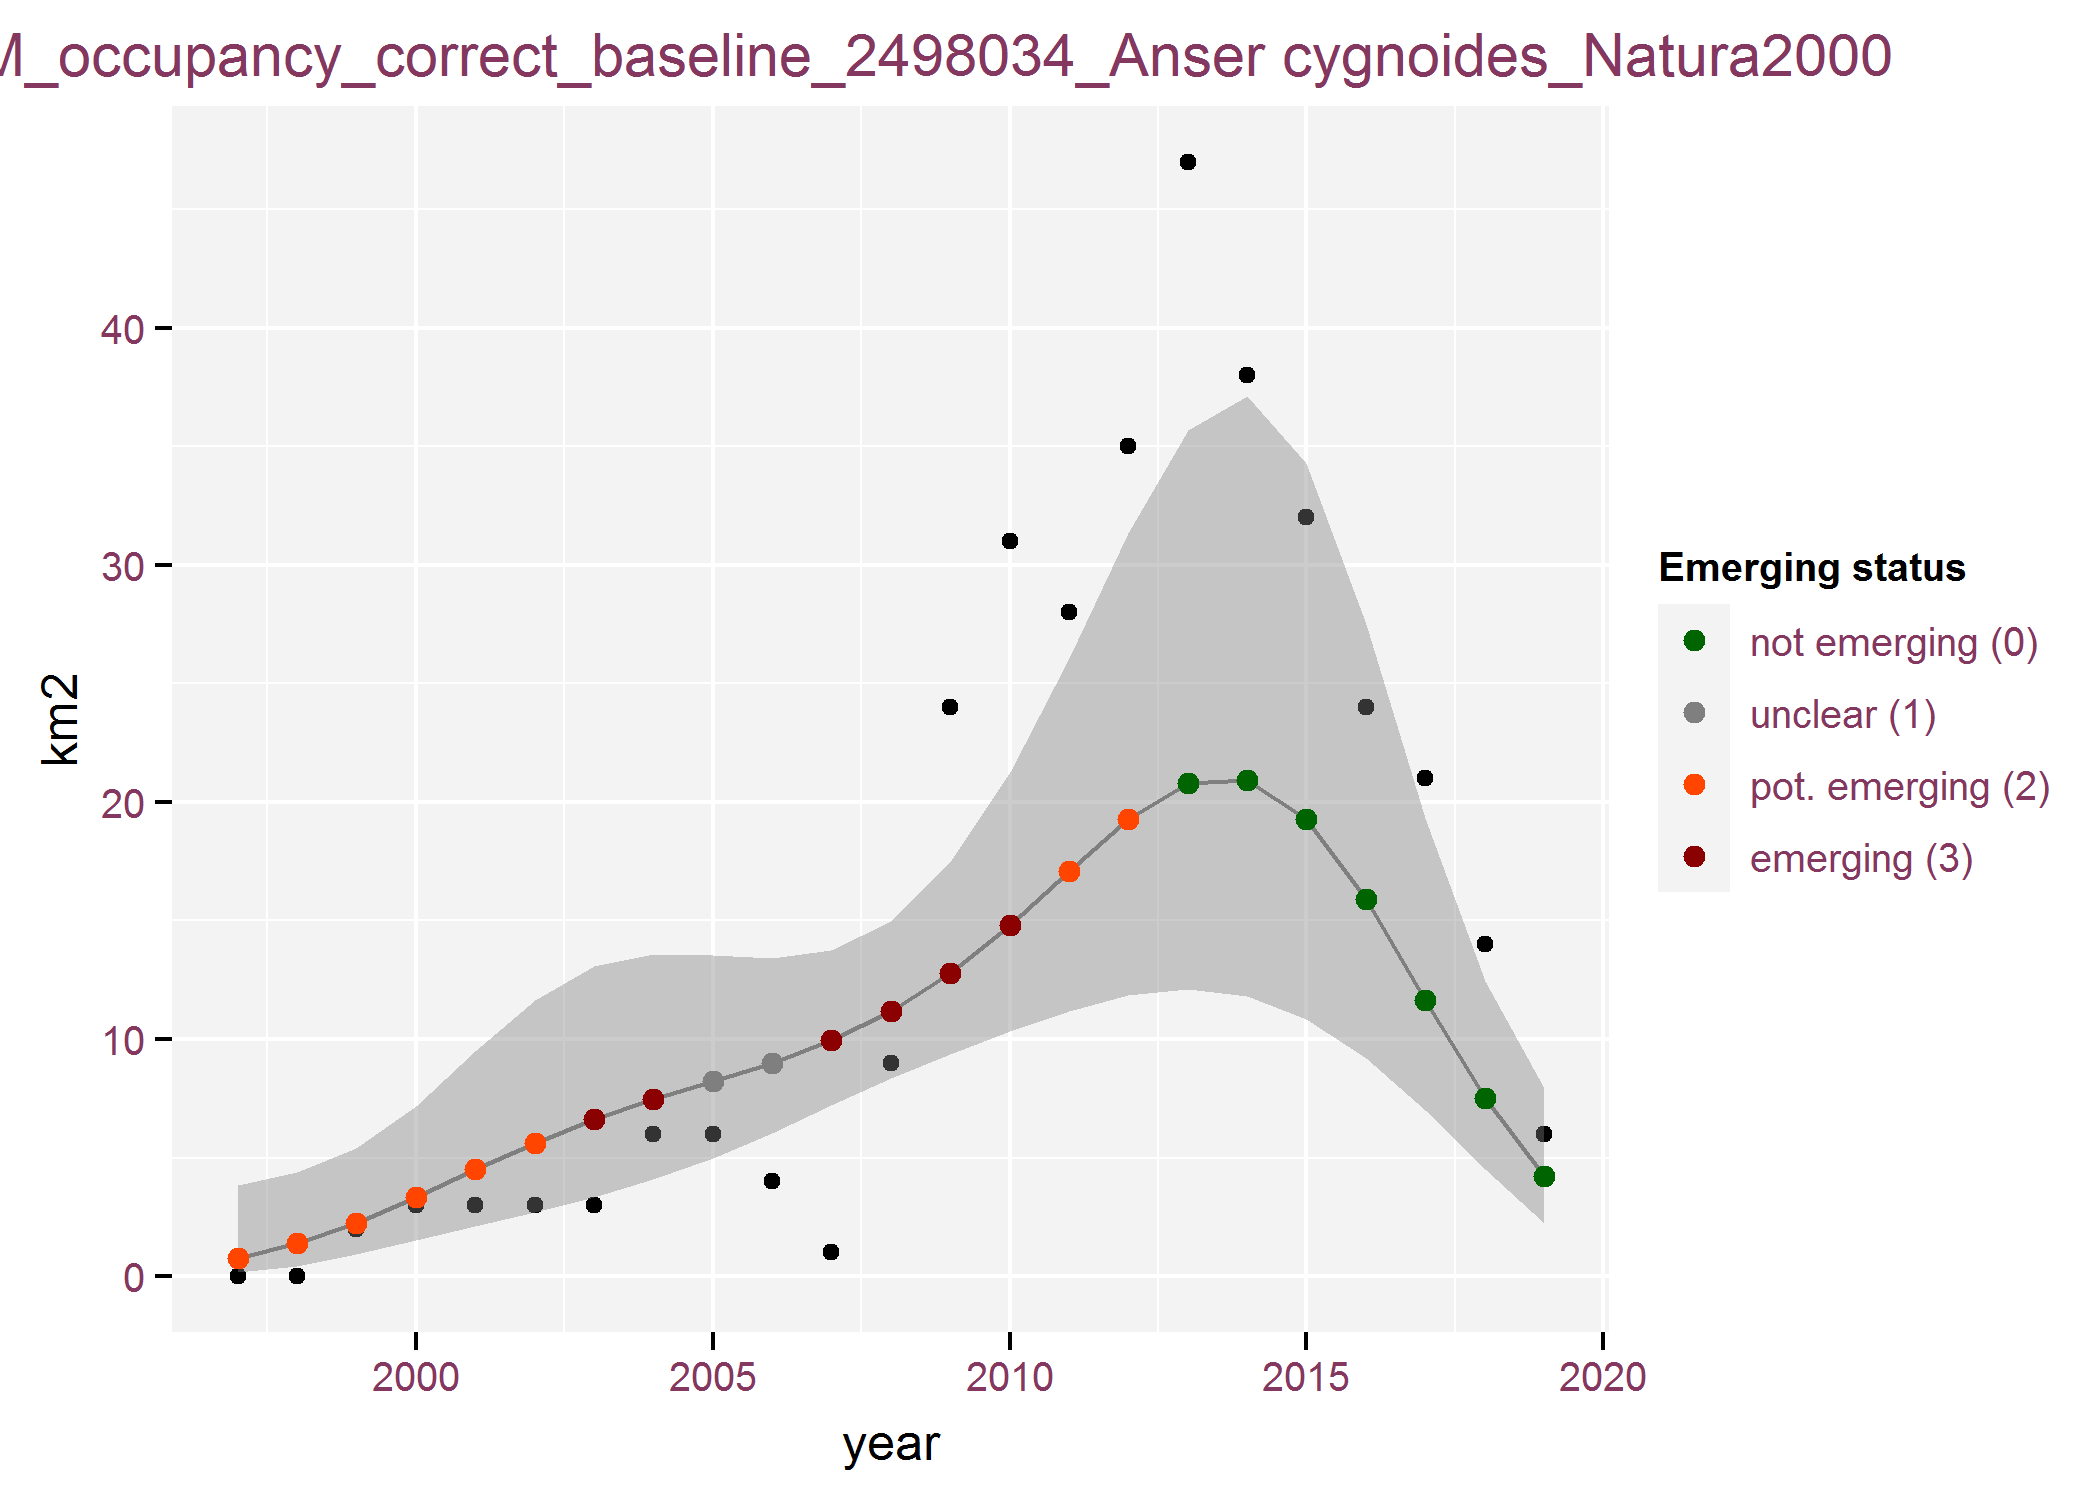 M_occupancy_correct_baseline_2498034_Anser cygnoides_Natura2000
40
30
20
10
0
km2
2000 2005 2010 2015 2020
year
Emerging status
not emerging (0)
unclear (1)
pot. emerging (2)
emerging (3)